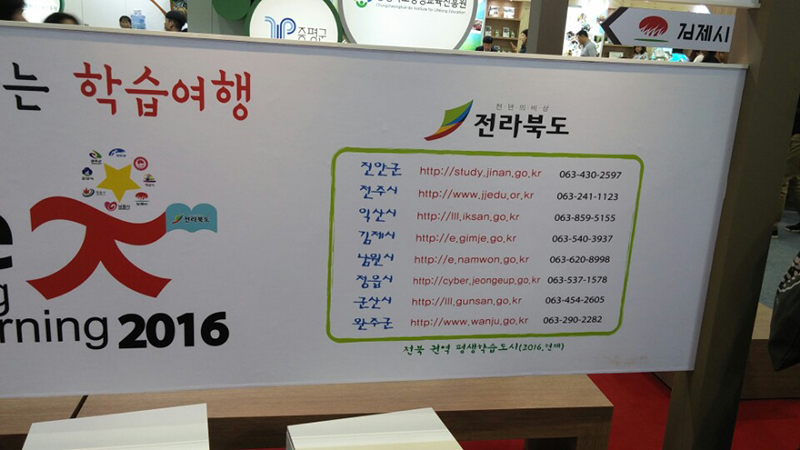 증평군
김제시
는 학습여행
천년의비상
전라북도
진안군 http://study.jinan.go.kr 063-430-2597
전주시 http://www.jjedu.or.kr 063-241-1123
익산시 http://lll.iksan.go.kr 063-859-5155
김제시 http://e.gimje.go.kr 063-540-3937
남원시 http://e.namwon.go.kr 063-620-8998
정읍시 http://cyber.jeongeup.go.kr 063-537-1578
군산시 http://lll.gunsan.go.kr 063-454-2605
완주군 http://www.wanju.go.kr 063-290-2282
전북 권역 평생학습도시(2016.현재)
전라북도
e ㅈ
g
rning 2016